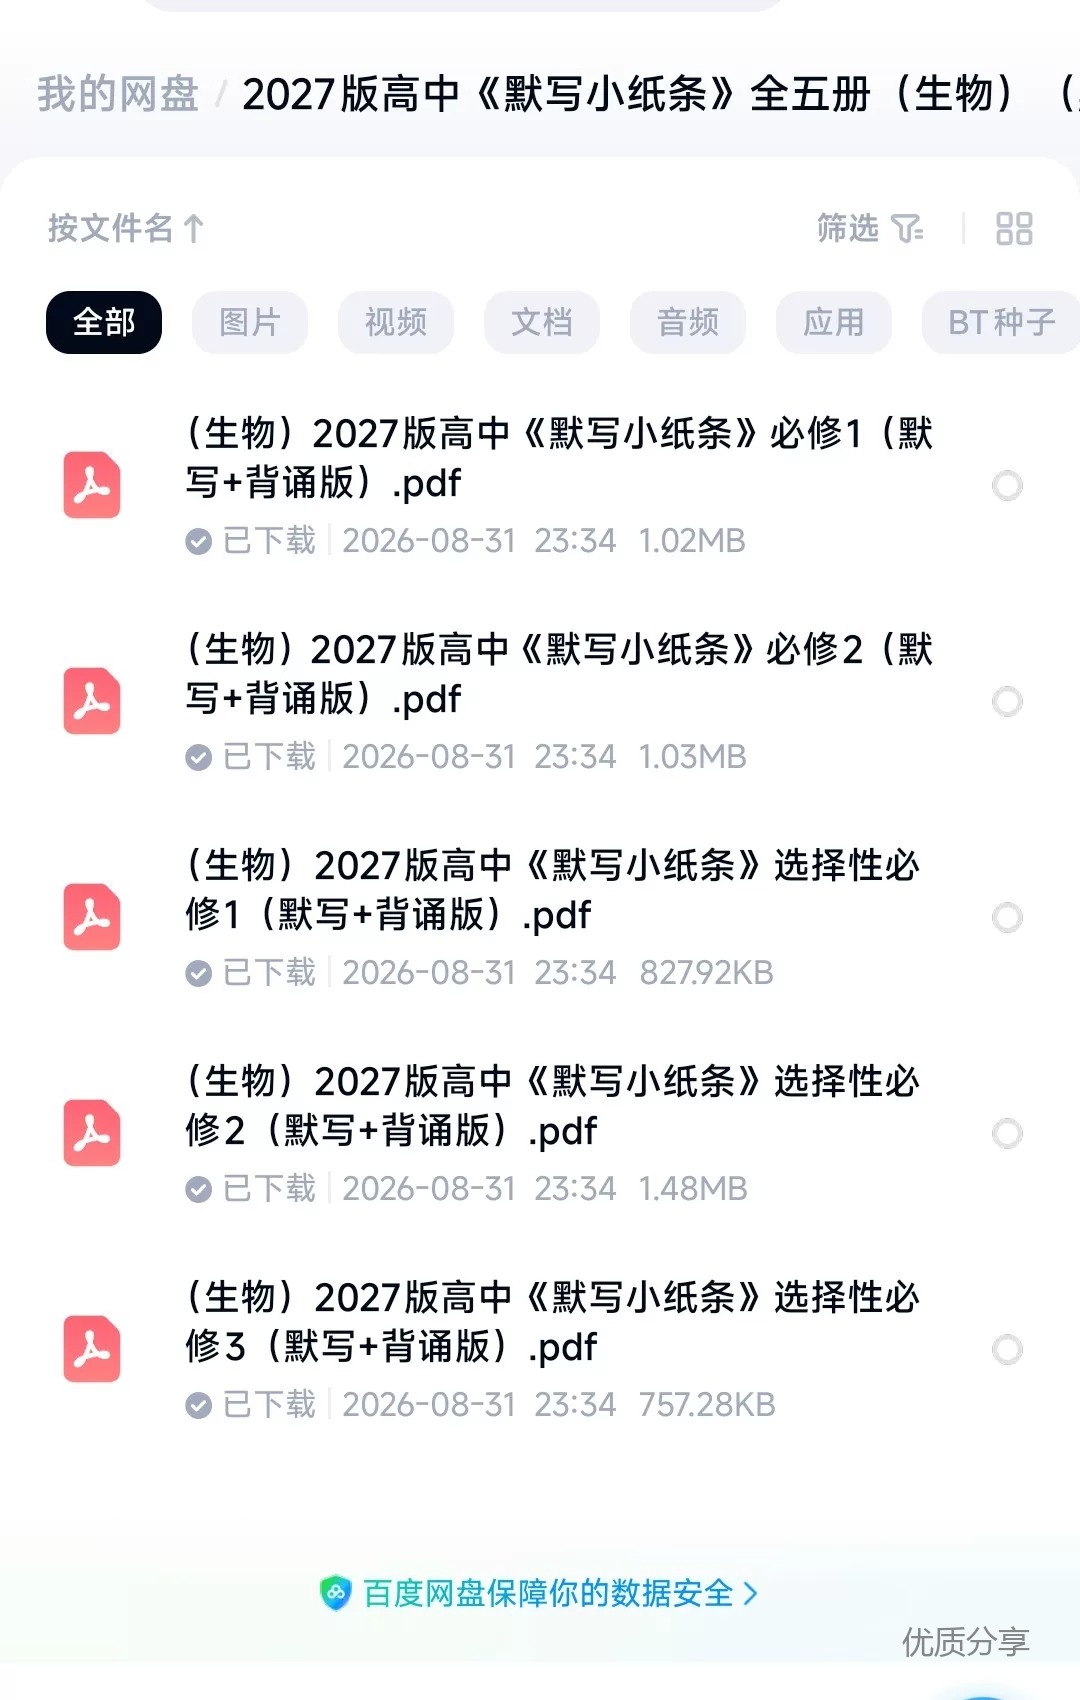 我的网盘 / 2027版高中《默写小纸条》全五册（生物）（
按文件名↑ 筛选
全部 图片 视频 文档 音频 应用 BT种子
（生物）2027版高中《默写小纸条》必修1（默
写+背诵版）.pdf
已下载 2026-08-31 23:34 1.02MB
（生物）2027版高中《默写小纸条》必修2（默
写+背诵版）.pdf
已下载 2026-08-31 23:34 1.03MB
（生物）2027版高中《默写小纸条》选择性必
修1（默写+背诵版）.pdf
已下载 2026-08-31 23:34 827.92KB
（生物）2027版高中《默写小纸条》选择性必
修2（默写+背诵版）.pdf
已下载 2026-08-31 23:34 1.48MB
（生物）2027版高中《默写小纸条》选择性必
修3（默写+背诵版）.pdf
已下载 2026-08-31 23:34 757.28KB
百度网盘保障你的数据安全
优质分享